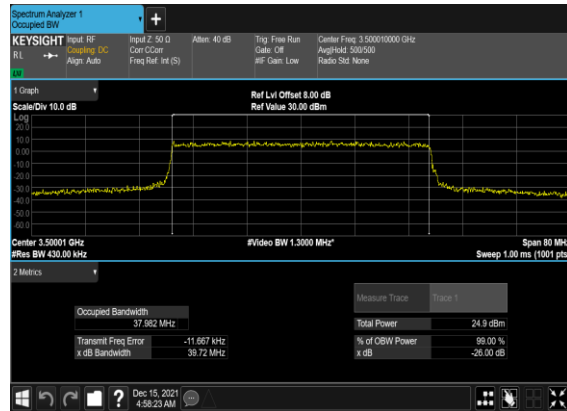 Spectrum Analyzer 1
Occupied BW
+
KEYSIGHT Input: RF Input Z: 50 Ω Atten: 40 dB Trig: Free Run Center Freq: 3.500010000 GHz
RL Coupling: DC Corr CCorr Gate: Off Avg|Hold: 500/500
Align: Auto Freq Ref: Int (S) #IF Gain: Low Radio Std: None
LXI
1 Graph
Ref Lvl Offset 8.00 dB
Scale/Div 10.0 dB Ref Value 30.00 dBm
Log
20.0
10.0
0.00
-10.0
-20.0
-30.0
-40.0
-50.0
-60.0
Center 3.50001 GHz #Video BW 1.3000 MHz* Span 80 MHz
#Res BW 430.00 kHz Sweep 1.00 ms (1001 pts
2 Metrics
Measure Trace Trace 1
Occupied Bandwidth
37.982 MHz Total Power 24.9 dBm
Transmit Freq Error -11.667 kHz % of OBW Power 99.00 %
x dB Bandwidth 39.72 MHz x dB -26.00 dB
? Dec 15, 2021
4:58:23 AM